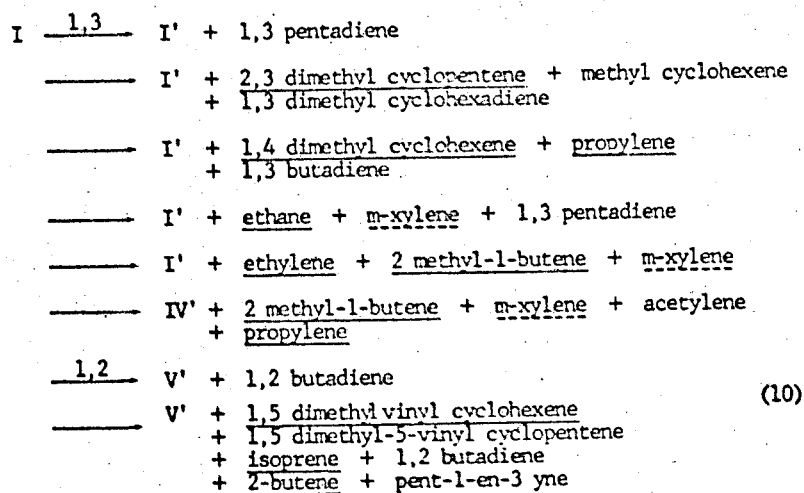 I 1,3 I' + 1,3 pentadiene
I' + 2,3 dimethyl cyclopentene + methyl cyclohexene
+ 1,3 dimethyl cyclohexadiene
I' + 1,4 dimethyl cyclohexene + propylene
+ 1,3 butadiene
I' + ethane + m-xylene + 1,3 pentadiene
I' + ethylene + 2 methyl-1-butene + m-xylene
IV' + 2 methyl-1-butene + m-xylene + acetylene
+ propylene
1,2 V' + 1,2 butadiene
(10)
V' + 1,5 dimethyl vinyl cyclohexene
+ 1,5 dimethyl-5-vinyl cyclopentene
+ isoprene + 1,2 butadiene
+ 2-butene + pent-1-en-3 yne